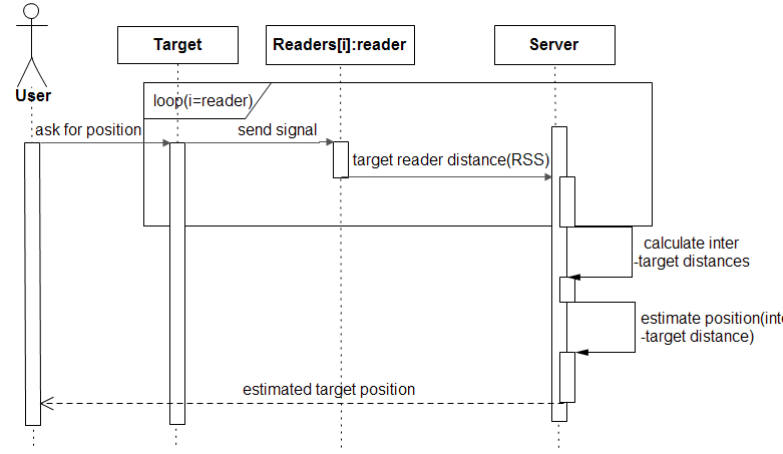 Target
Readers[i]:reader
Server
User
loop(i=reader)
ask for position
send signal
target reader distance(RSS)
calculate inter
-target distances
estimate position(inte
-target distance)
estimated target position